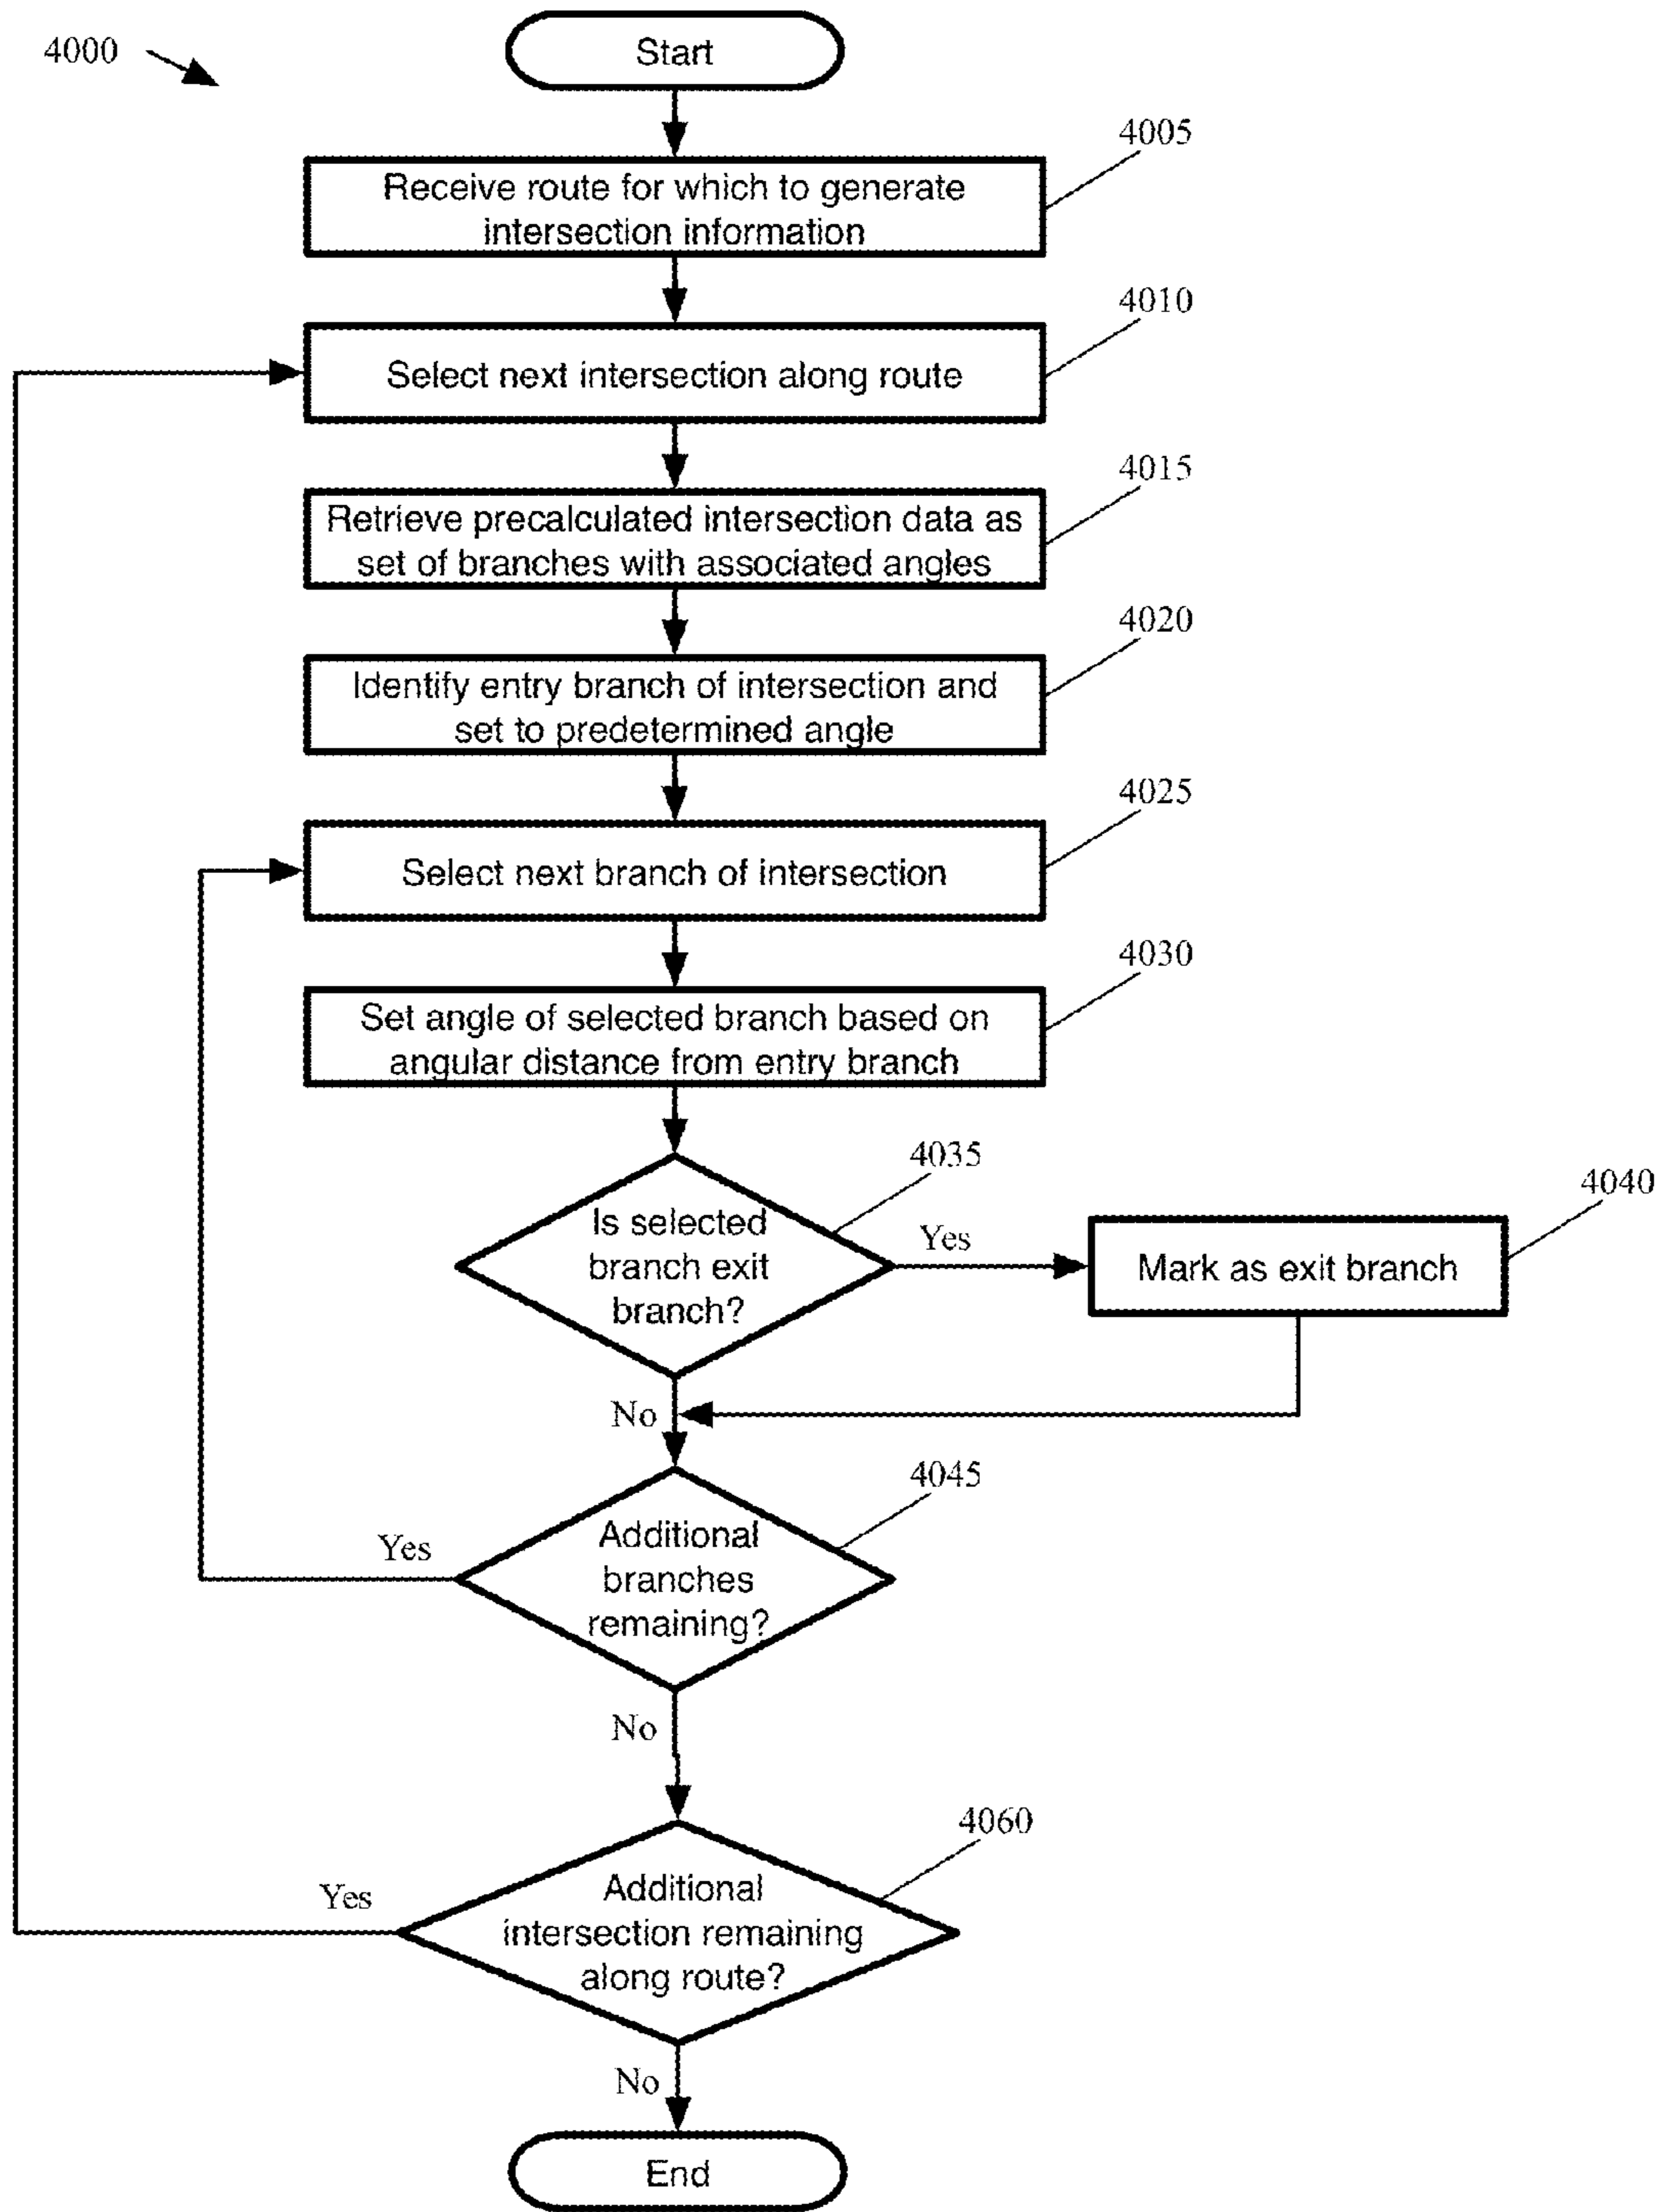 4000
Start
4005
Receive route for which to generate
intersection information
4010
Select next intersection along route
4015
Retrieve precalculated intersection data as
set of branches with associated angles
4020
Identify entry branch of intersection and
set to predetermined angle
4025
Select next branch of intersection
4030
Set angle of selected branch based on
angular distance from entry branch
4035
Is selected
branch exit
branch?
Yes
4040
Mark as exit branch
No
4045
Additional
branches
remaining?
Yes
No
4060
Additional
intersection remaining
along route?
Yes
No
End